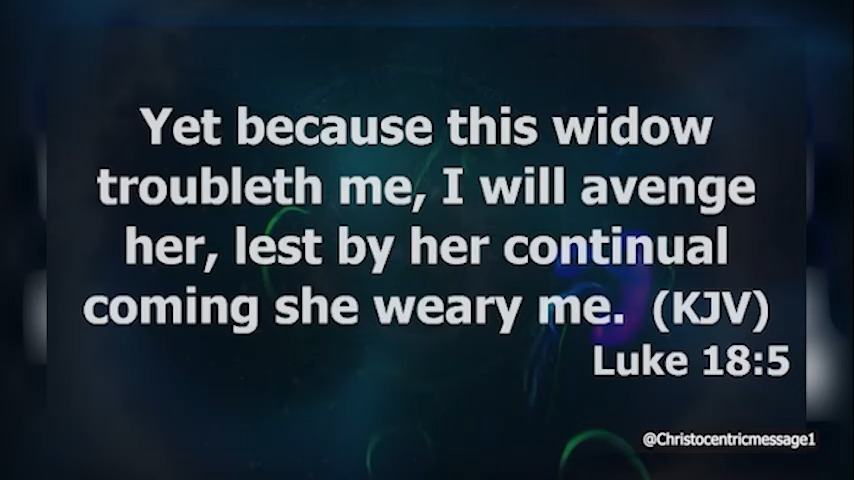 Yet because this widow
troubleth me, I will avenge
her, lest by her continual
coming she weary me. (KJV)
Luke 18:5
@Christocentricmessage1